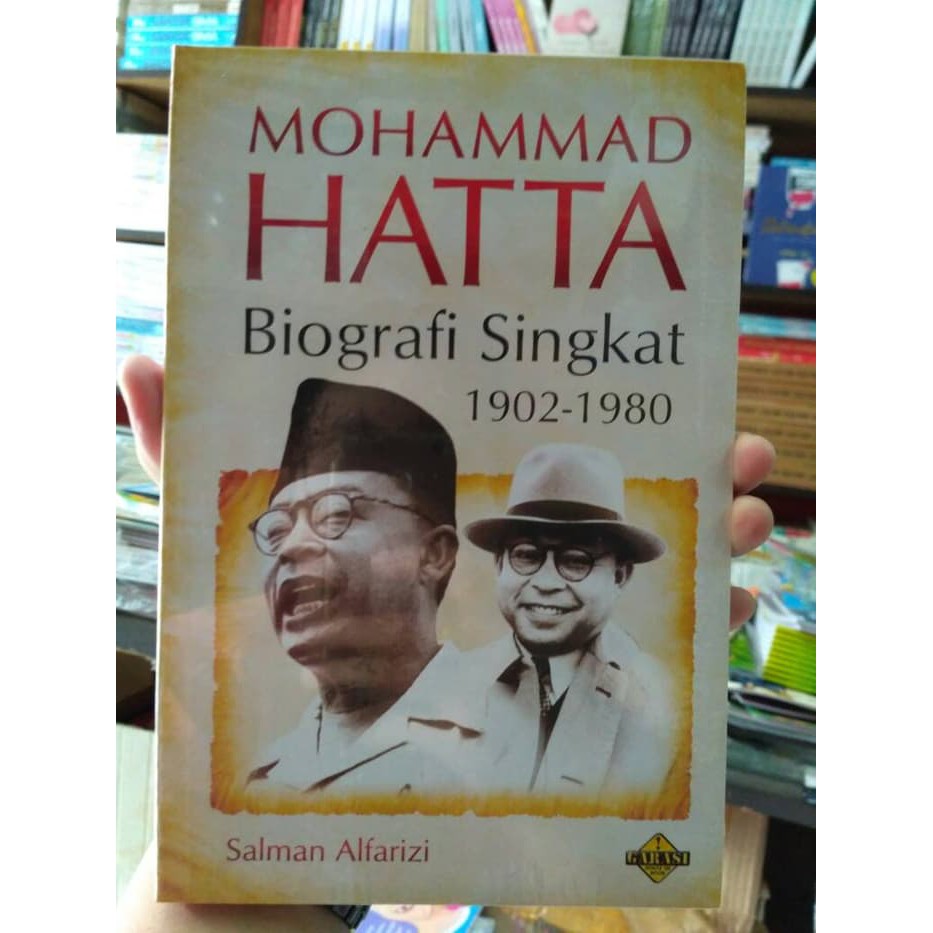 MOHAMMAD
HATTA
Biografi Singkat
1902-1980
Salman Alfarizi
GARASI